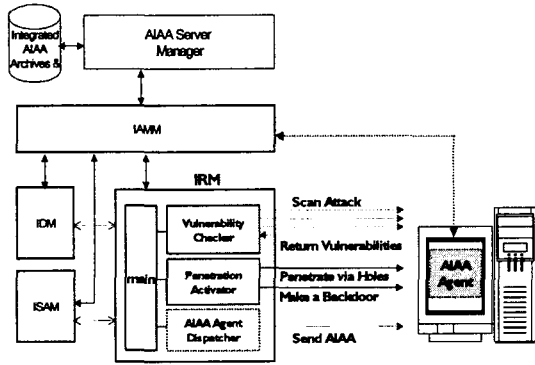 Integrated
AIAA
Archives &
AIAA Server
Manager
IAMM
IRM
IDM
ISAM
main
Vulnerability
Checker
Penetration
Activator
AIAA Agent
Dispatcher
Scan Attack
Return Vulnerabilities
Penetrate via Holes
Make a Backdoor
Send AIAA
AIAA
Agent